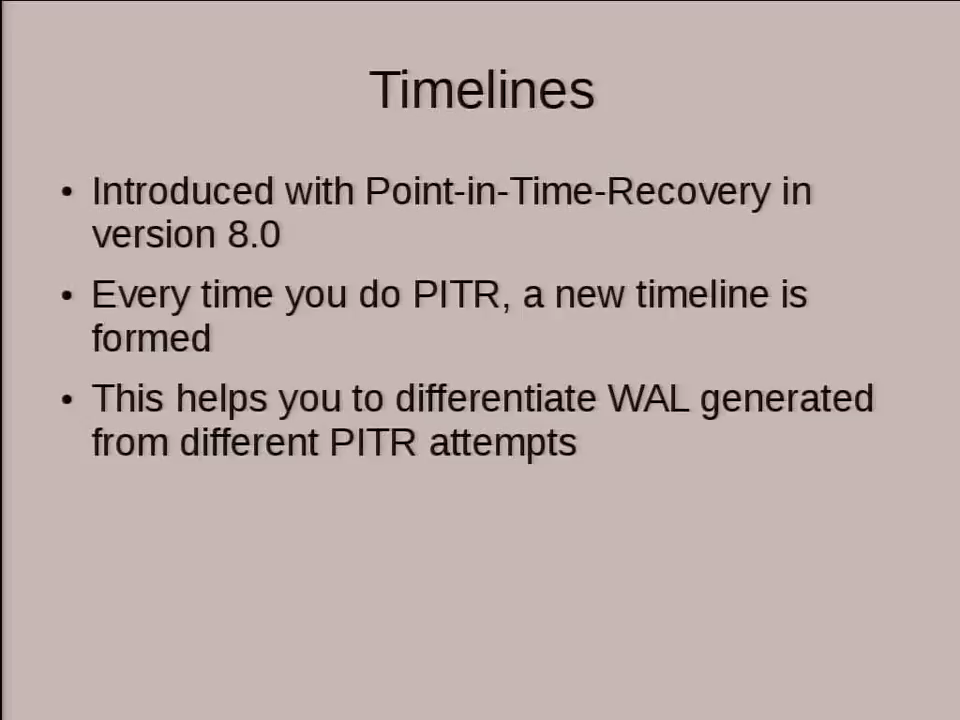 Timelines
• Introduced with Point-in-Time-Recovery in
version 8.0
• Every time you do PITR, a new timeline is
formed
• This helps you to differentiate WAL generated
from different PITR attempts